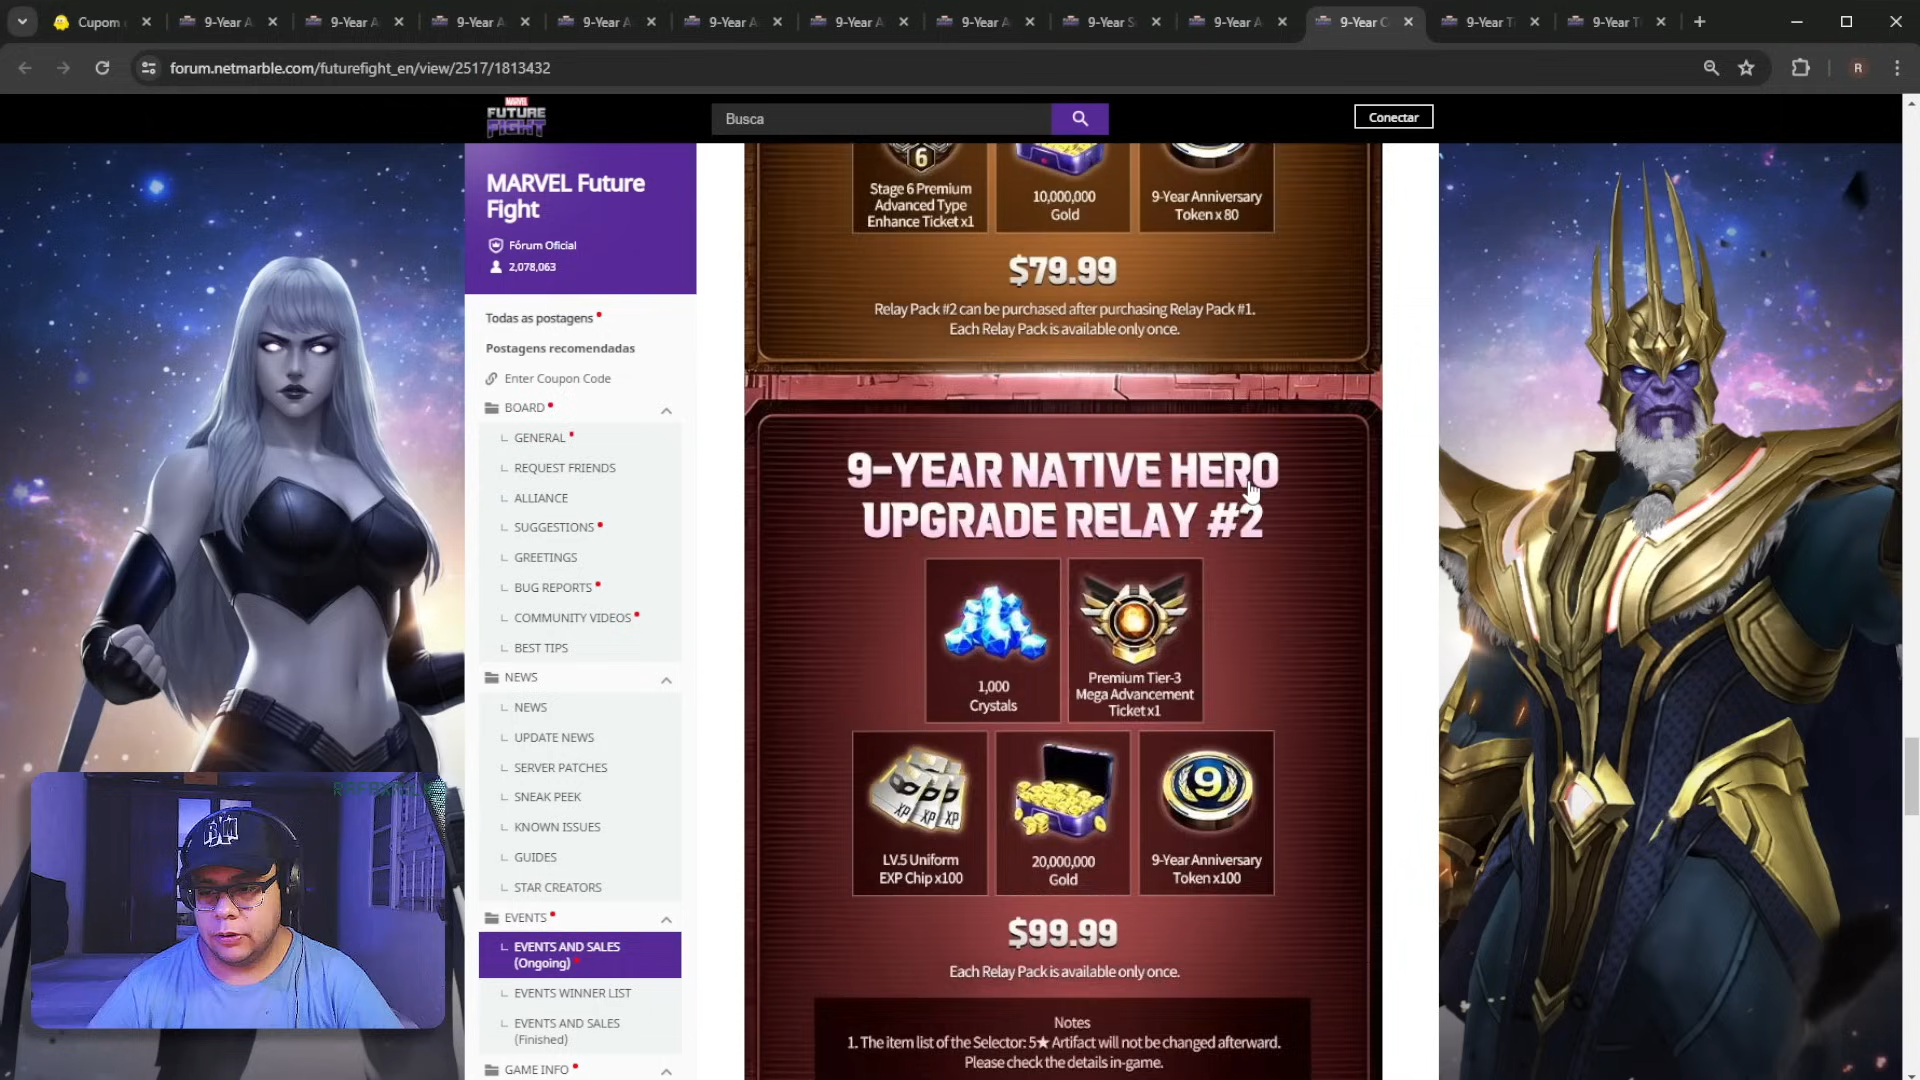 Cupom
9-Year A
9-Year A
9-Year A
9-Year A
9-Year A
9-Year A
9-Year A
9-Year S
9-Year A
9-Year C
9-Year T
9-Year T
forum.netmarble.com/futurefight_en/view/2517/1813432
R
MARVEL
FUTURE
FIGHT
Busca
Conectar
MARVEL Future
Fight
Fórum Oficial
2,078,063
Todas as postagens
Postagens recomendadas
Enter Coupon Code
BOARD
GENERAL
REQUEST FRIENDS
ALLIANCE
SUGGESTIONS
GREETINGS
BUG REPORTS
COMMUNITY VIDEOS
BEST TIPS
NEWS
NEWS
UPDATE NEWS
SERVER PATCHES
SNEAK PEEK
KNOWN ISSUES
GUIDES
STAR CREATORS
EVENTS
EVENTS AND SALES
(Ongoing)
EVENTS WINNER LIST
EVENTS AND SALES
(Finished)
GAME INFO
6
Stage 6 Premium
Advanced Type
Enhance Ticket x1
10,000,000
Gold
9-Year Anniversary
Token x 80
$79.99
Relay Pack #2 can be purchased after purchasing Relay Pack #1.
Each Relay Pack is available only once.
9-YEAR NATIVE HERO
UPGRADE RELAY #2
1,000
Crystals
Premium Tier-3
Mega Advancement
Ticket x1
XP XP XP
LV.5 Uniform
EXP Chip x100
20,000,000
Gold
9
9-Year Anniversary
Token x100
$99.99
Each Relay Pack is available only once.
Notes
1. The item list of the Selector: 5★ Artifact will not be changed afterward.
Please check the details in-game.